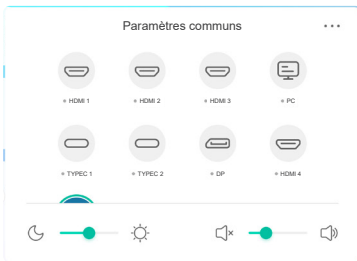 Paramètres communs
HDMI 1
HDMI 2
HDMI 3
PC
TYPEC 1
TYPEC 2
DP
HDMI 4